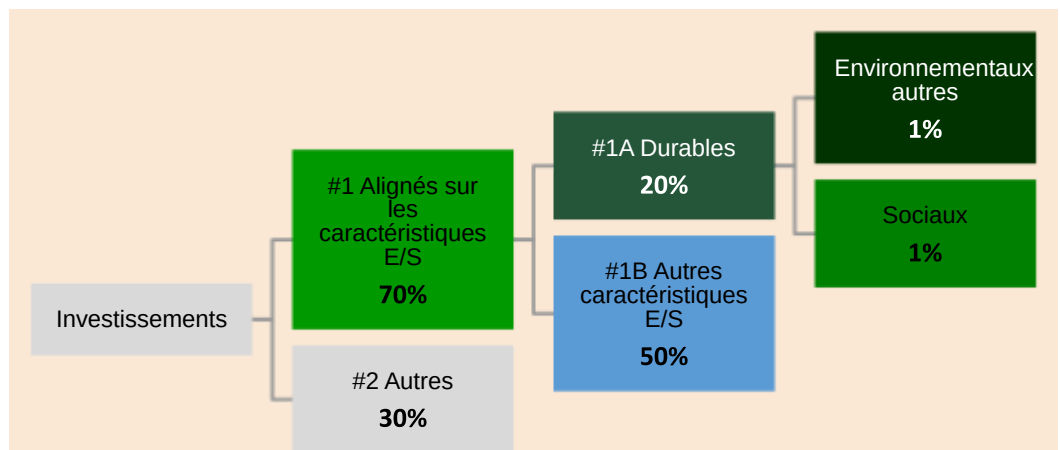 Investissements
#1 Alignés sur
les
caractéristiques
E/S
70%
#2 Autres
30%
#1A Durables
20%
#1B Autres
caractéristiques
E/S
50%
Environnementaux
autres
1%
Sociaux
1%